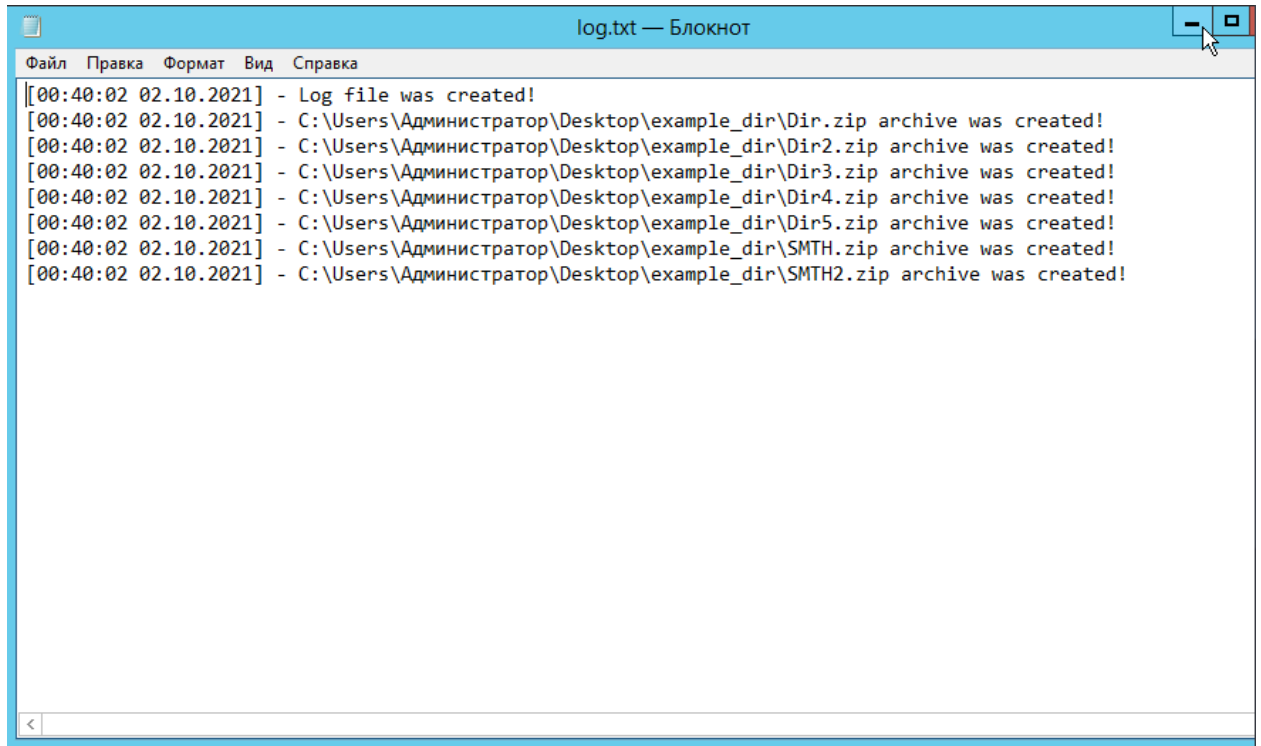 log.txt — Блокнот
Файл Правка Формат Вид Справка
[00:40:02 02.10.2021] - Log file was created!
[00:40:02 02.10.2021] - C:\Users\Администратор\Desktop\example_dir\Dir.zip archive was created!
[00:40:02 02.10.2021] - C:\Users\Администратор\Desktop\example_dir\Dir2.zip archive was created!
[00:40:02 02.10.2021] - C:\Users\Администратор\Desktop\example_dir\Dir3.zip archive was created!
[00:40:02 02.10.2021] - C:\Users\Администратор\Desktop\example_dir\Dir4.zip archive was created!
[00:40:02 02.10.2021] - C:\Users\Администратор\Desktop\example_dir\Dir5.zip archive was created!
[00:40:02 02.10.2021] - C:\Users\Администратор\Desktop\example_dir\SMTH.zip archive was created!
[00:40:02 02.10.2021] - C:\Users\Администратор\Desktop\example_dir\SMTH2.zip archive was created!